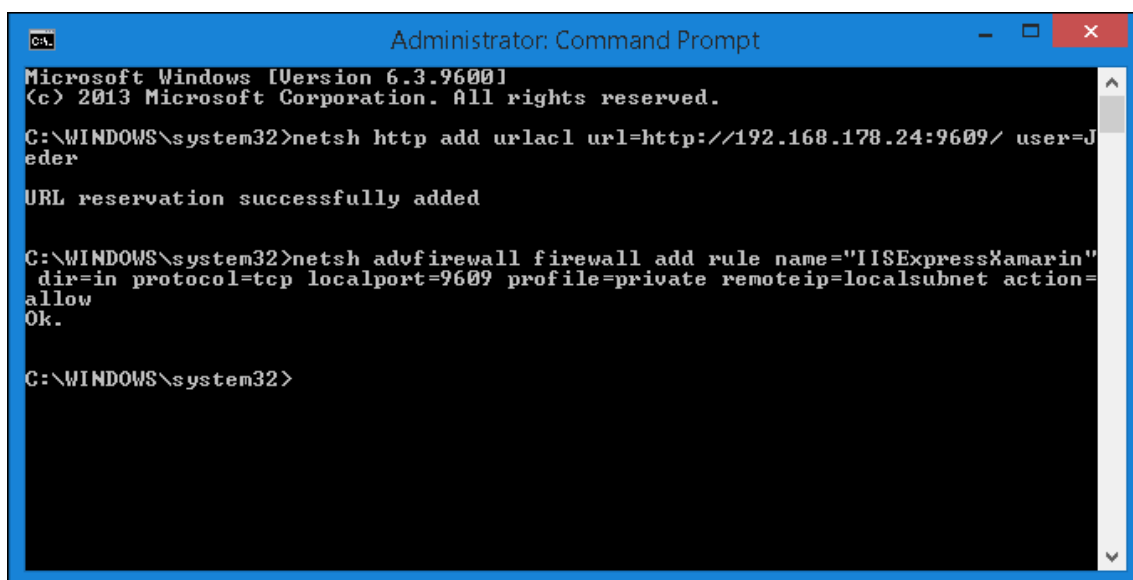 Administrator: Command Prompt
Microsoft Windows [Version 6.3.9600]
(c) 2013 Microsoft Corporation. All rights reserved.
C:\WINDOWS\system32>netsh http add urlacl url=http://192.168.178.24:9609/ user=J
eder
URL reservation successfully added
C:\WINDOWS\system32>netsh advfirewall firewall add rule name="IISExpressXamarin"
 dir=in protocol=tcp localport=9609 profile=private remoteip=localsubnet action=
allow
Ok.
C:\WINDOWS\system32>